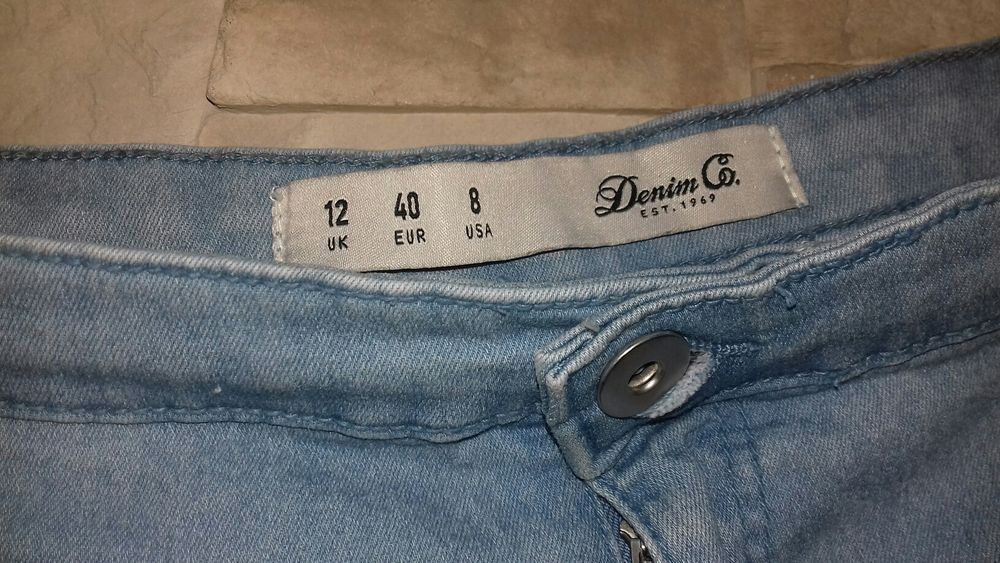 12 40 8
UK EUR USA
Denim Co.
EST. 1969